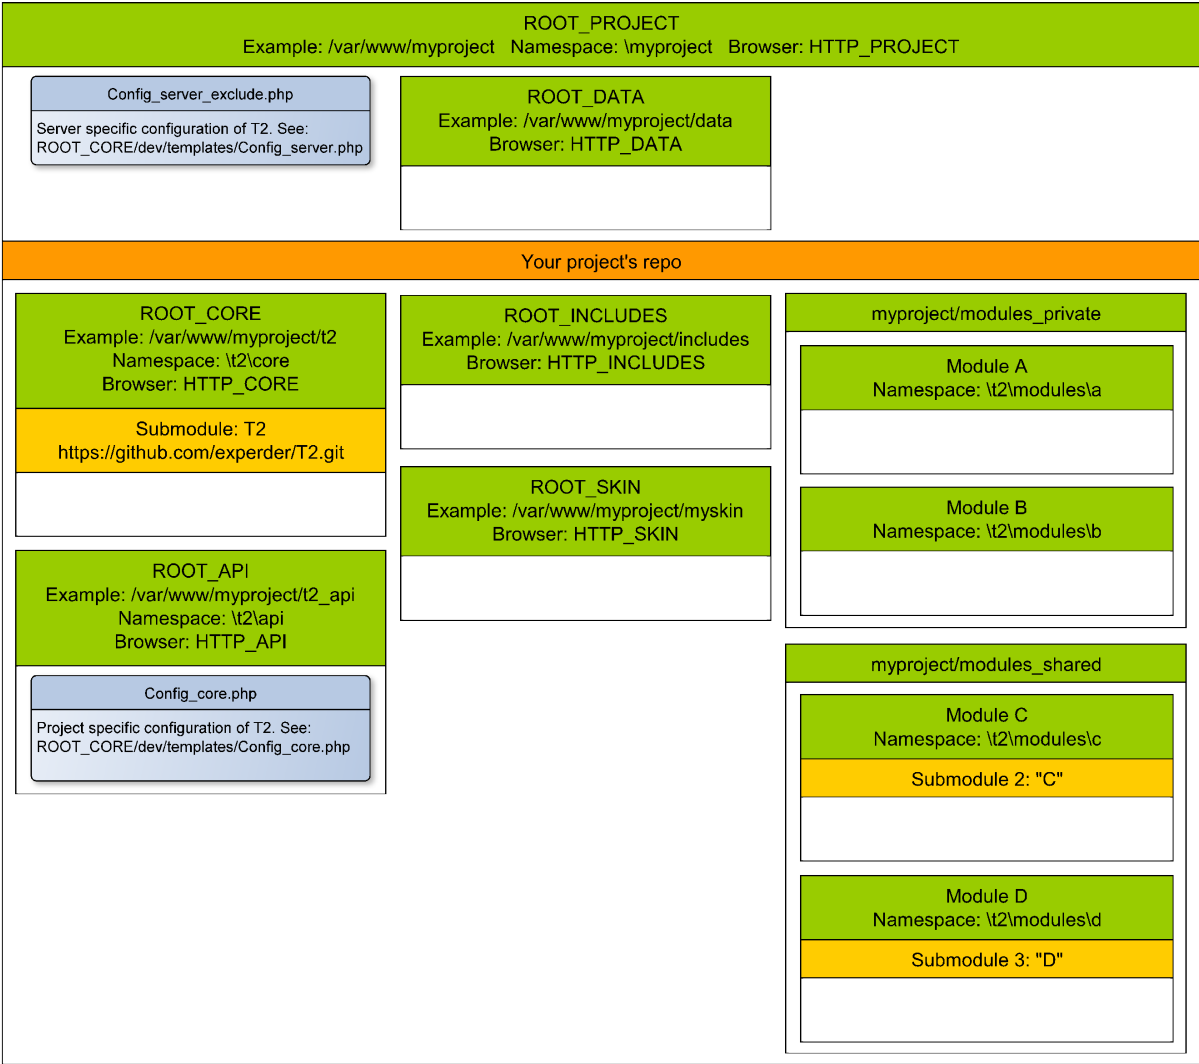 ROOT_PROJECT
Example: /var/www/myproject   Namespace: \myproject   Browser: HTTP_PROJECT
Config_server_exclude.php
Server specific configuration of T2. See:
ROOT_CORE/dev/templates/Config_server.php
ROOT_DATA
Example: /var/www/myproject/data
Browser: HTTP_DATA
Your project's repo
ROOT_CORE
Example: /var/www/myproject/t2
Namespace: \t2\core
Browser: HTTP_CORE
Submodule: T2
https://github.com/experder/T2.git
ROOT_API
Example: /var/www/myproject/t2_api
Namespace: \t2\api
Browser: HTTP_API
Config_core.php
Project specific configuration of T2. See:
ROOT_CORE/dev/templates/Config_core.php
ROOT_INCLUDES
Example: /var/www/myproject/includes
Browser: HTTP_INCLUDES
ROOT_SKIN
Example: /var/www/myproject/myskin
Browser: HTTP_SKIN
myproject/modules_private
Module A
Namespace: \t2\modules\a
Module B
Namespace: \t2\modules\b
myproject/modules_shared
Module C
Namespace: \t2\modules\c
Submodule 2: "C"
Module D
Namespace: \t2\modules\d
Submodule 3: "D"